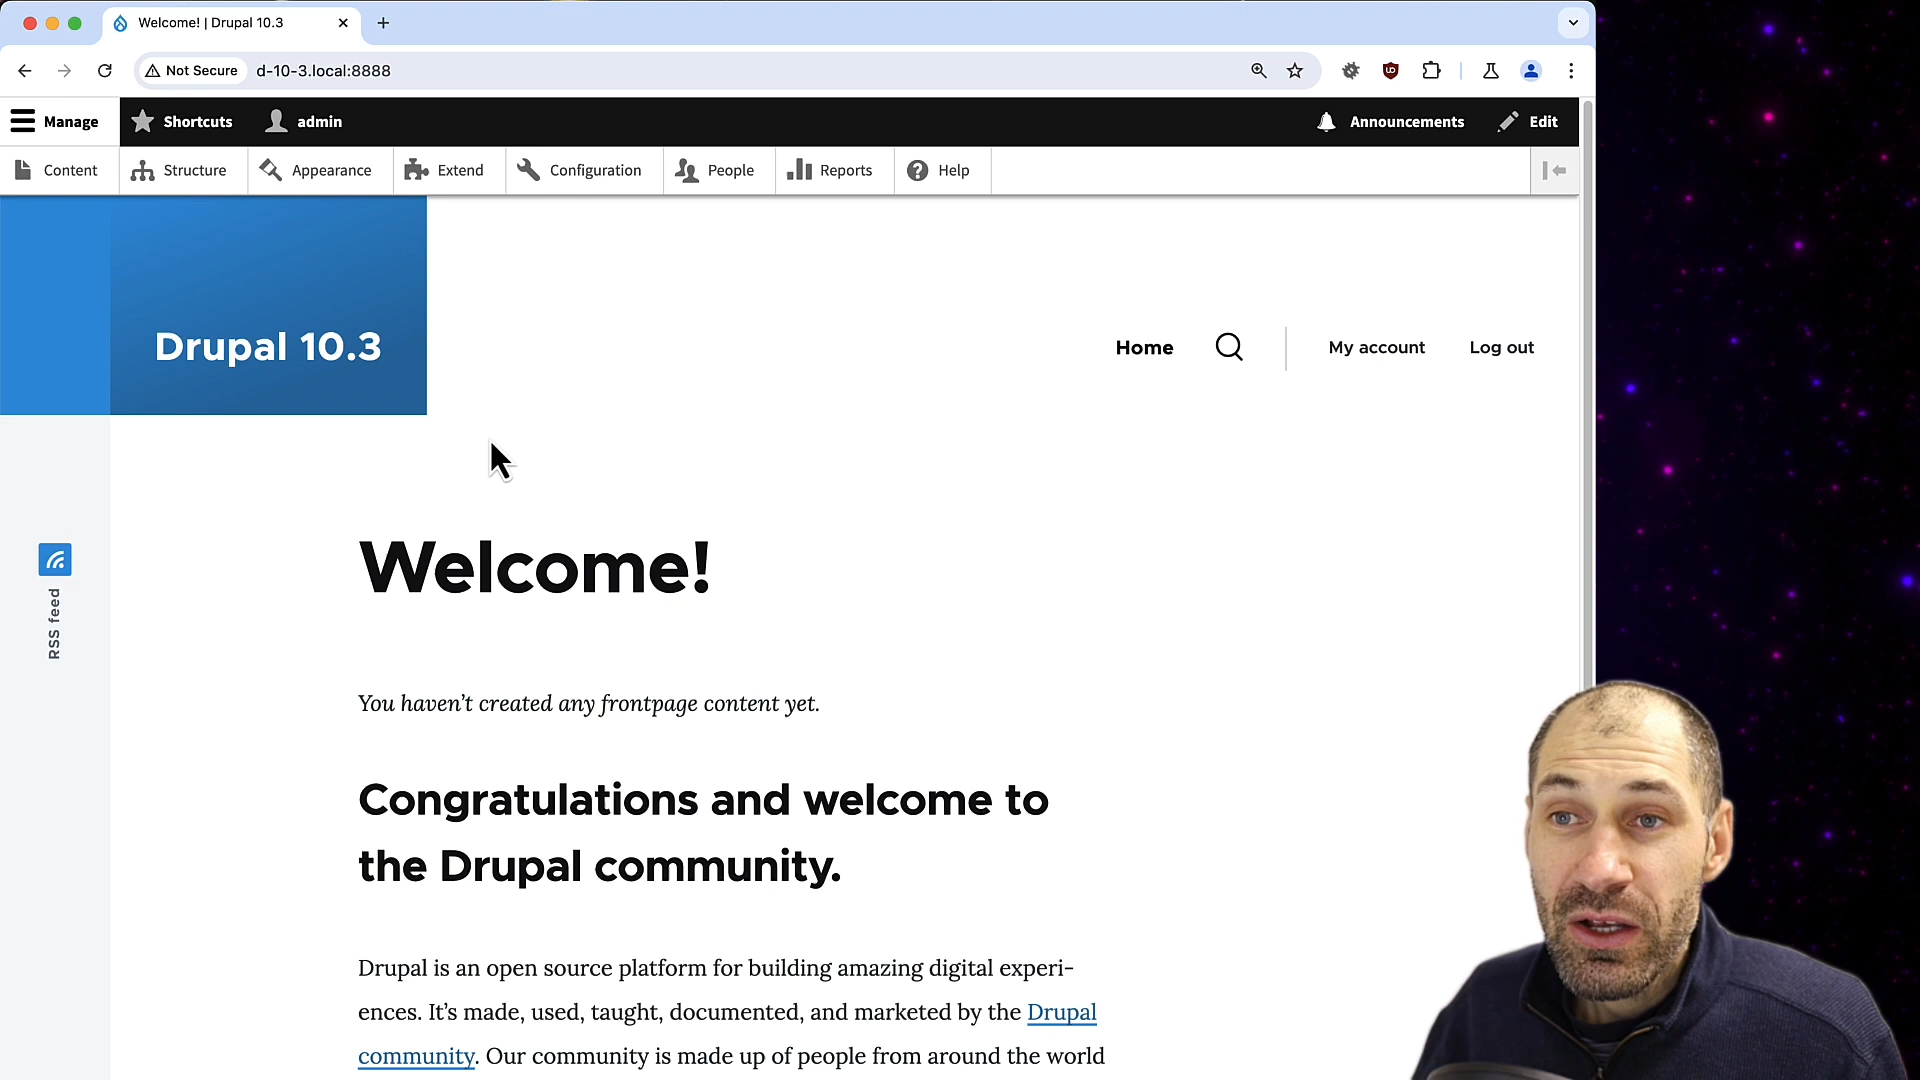 Welcome! | Drupal 10.3
Not Secure d-10-3.local:8888
Manage Shortcuts admin Announcements Edit
Content Structure Appearance Extend Configuration People Reports Help
Drupal 10.3
Home My account Log out
RSS feed
Welcome!
You haven’t created any frontpage content yet.
Congratulations and welcome to
the Drupal community.
Drupal is an open source platform for building amazing digital experi-
ences. It’s made, used, taught, documented, and marketed by the Drupal
community. Our community is made up of people from around the world